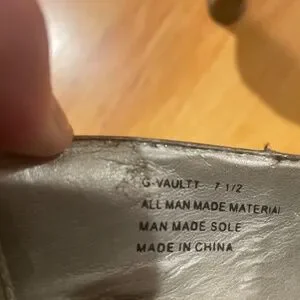 G-VAULTT 7 1/2
ALL MAN MADE MATERIAL
MAN MADE SOLE
MADE IN CHINA